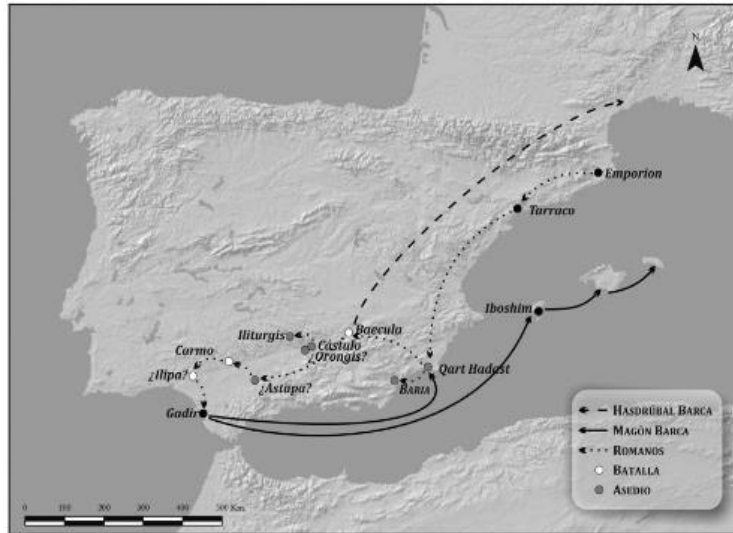 N
Emporion
Tarraco
Iboshim
Baecula
Iliturgis
Cástulo
¿Orongis?
Carmo
¿Ilipa?
¿Astapa?
Qart Hadast
BARIA
Gadir
HASDRÚBAL BARCA
MAGÓN BARCA
ROMANOS
BATALLA
ASEDIO
0 100 200 300 400 500 Km.